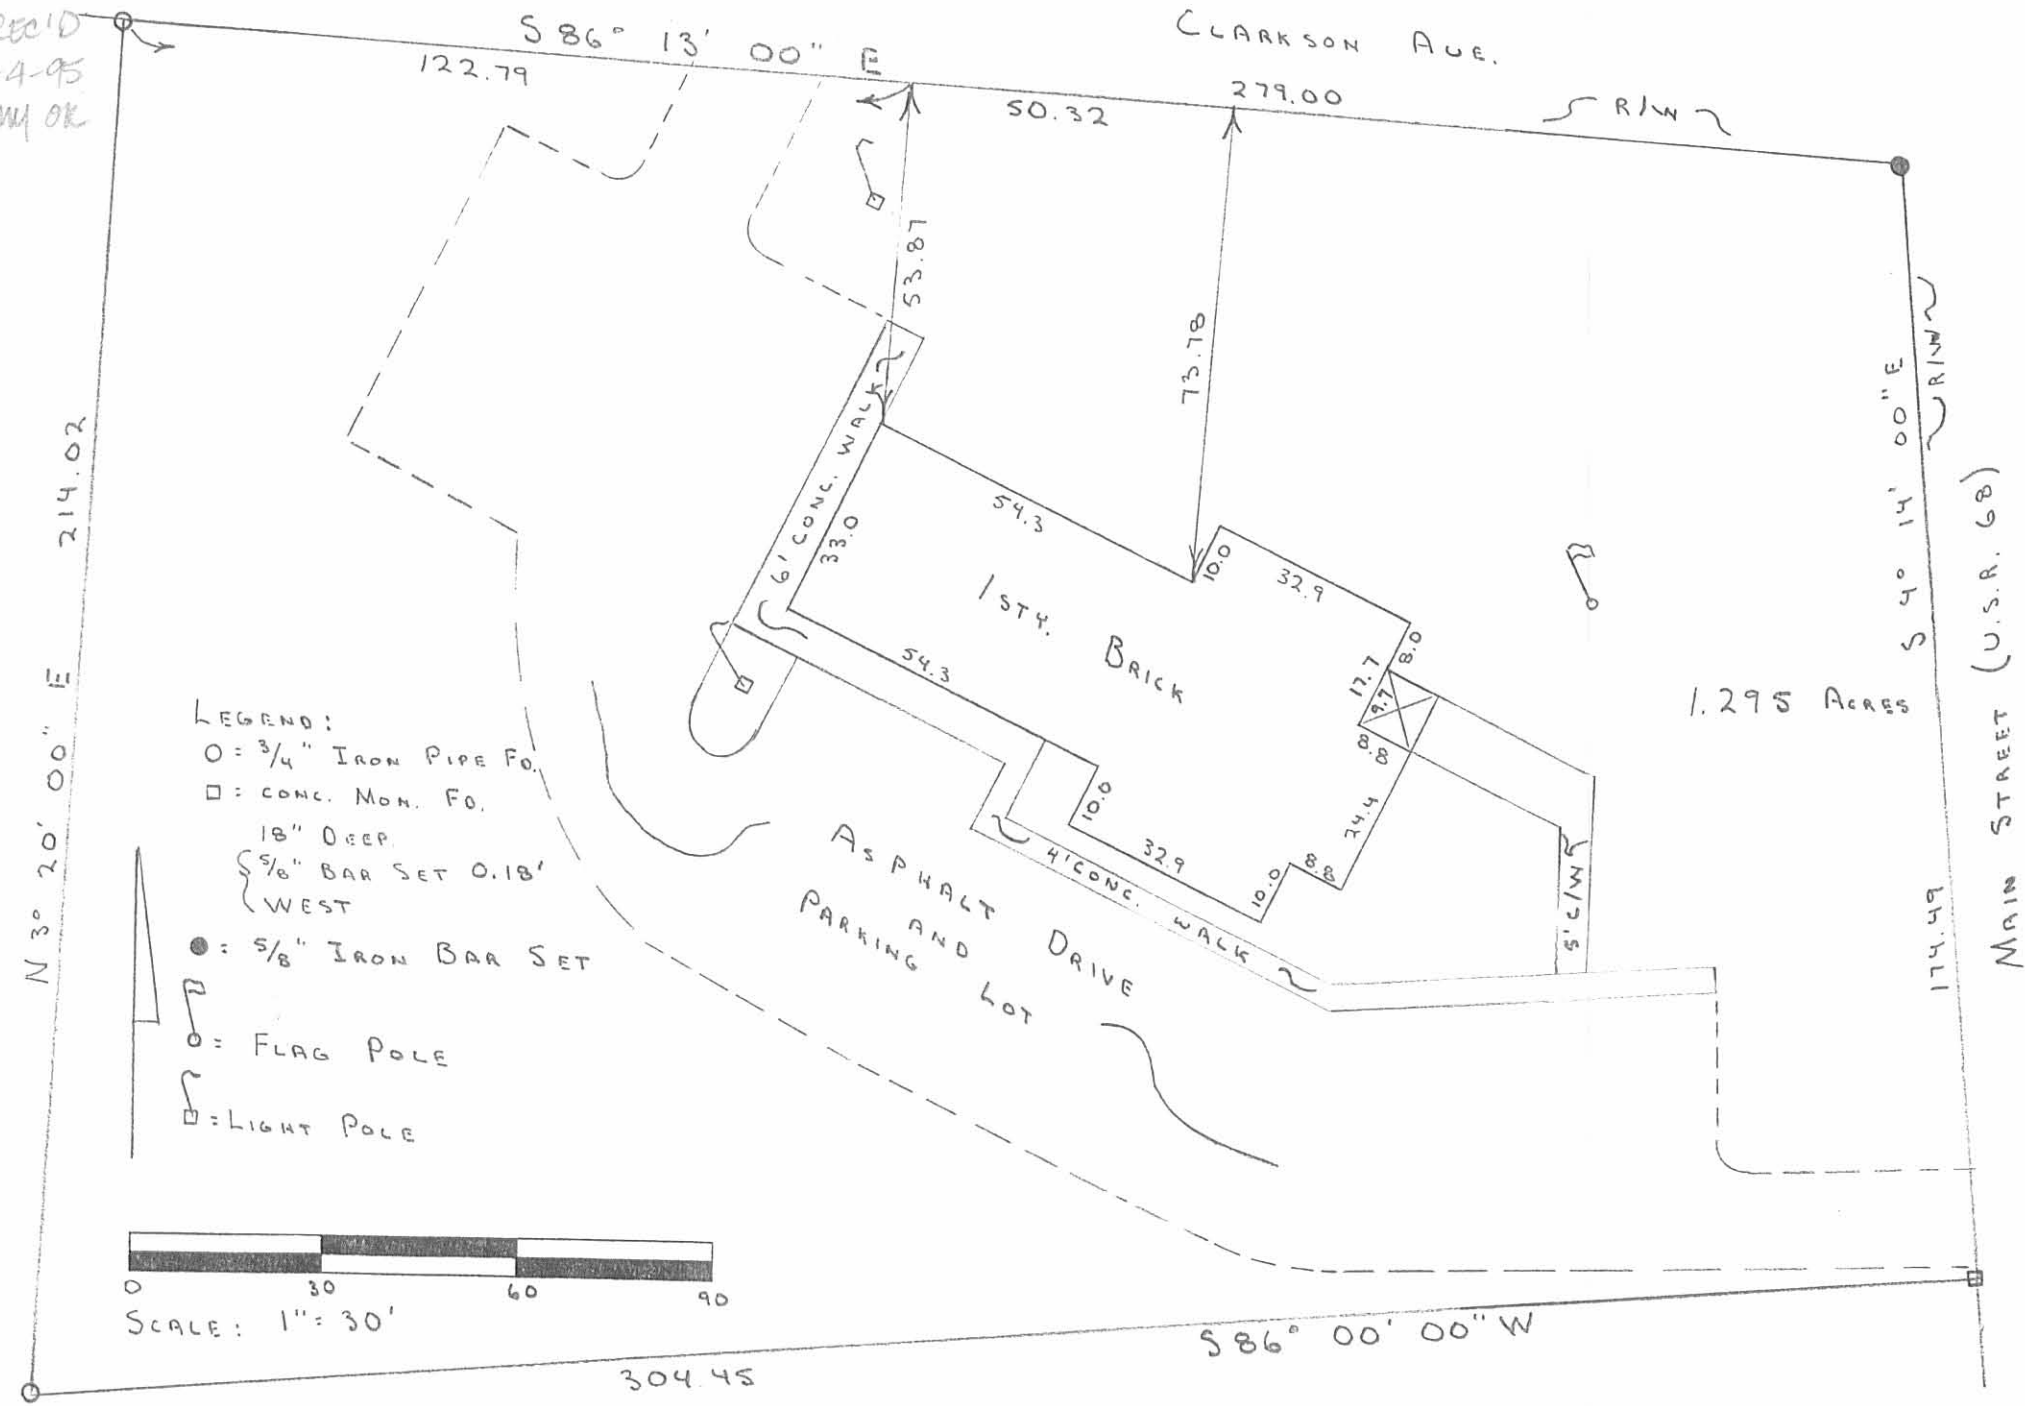 REC'D
4-95
OK
S 86° 13' 00" E
CLARKSON AVE.
122.79
50.32
279.00
R/W
53.87
73.78
R/W
S 4° 14' 00" E
MAIN STREET (U.S.R. 68)
174.49
1.295 ACRES
214.02
N 3° 20' 00" E
6' CONC. WALK
33.0
54.3
10.0
32.9
8.0
17.7
9.7
8.8
24.4
8.8
10.0
32.9
10.0
54.3
1 STY. BRICK
4' CONC. WALK
5' C/W
ASPHALT DRIVE
AND
PARKING LOT
LEGEND:
O = 3/4" IRON PIPE FD.
□ = CONC. MON. FD.
18" DEEP
5/8" BAR SET 0.18'
WEST
● = 5/8" IRON BAR SET
= FLAG POLE
= LIGHT POLE
0 30 60 90
SCALE: 1" = 30'
304.45
S 86° 00' 00" W